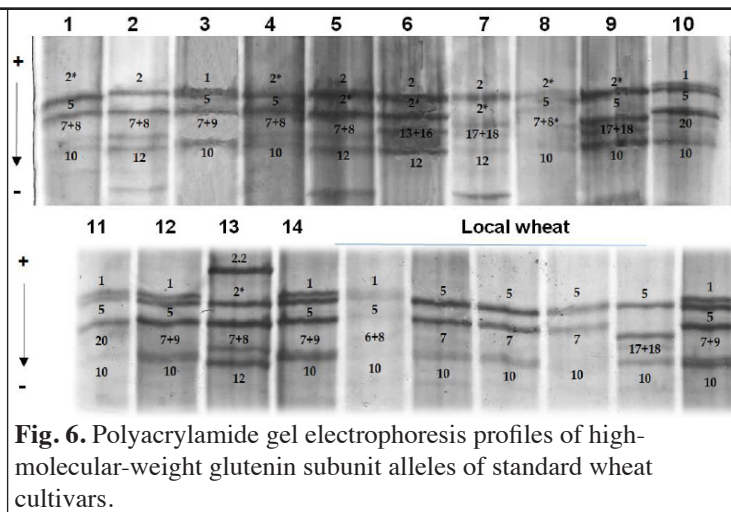 1 2 3 4 5 6 7 8 9 10
+
2* 2 1 2* 2 2 2 2* 2* 1
5 5 5 2* 2* 2* 5 5 5
7+8 7+8 7+9 7+8 7+8 13+16 17+18 7+8* 17+18 20
10 12 10 10 12 12 12 10 10 10
-
11 12 13 14 Local wheat
+
2.2
1 1 2* 1 1 5 5 5 5 1
5 5 5 5 5
20 7+9 7+8 7+9 6+8 7 7 7 17+18 7+9
10 10 12 10 10 10 10 10 10 10
-
Fig. 6. Polyacrylamide gel electrophoresis profiles of high-
molecular-weight glutenin subunit alleles of standard wheat
cultivars.